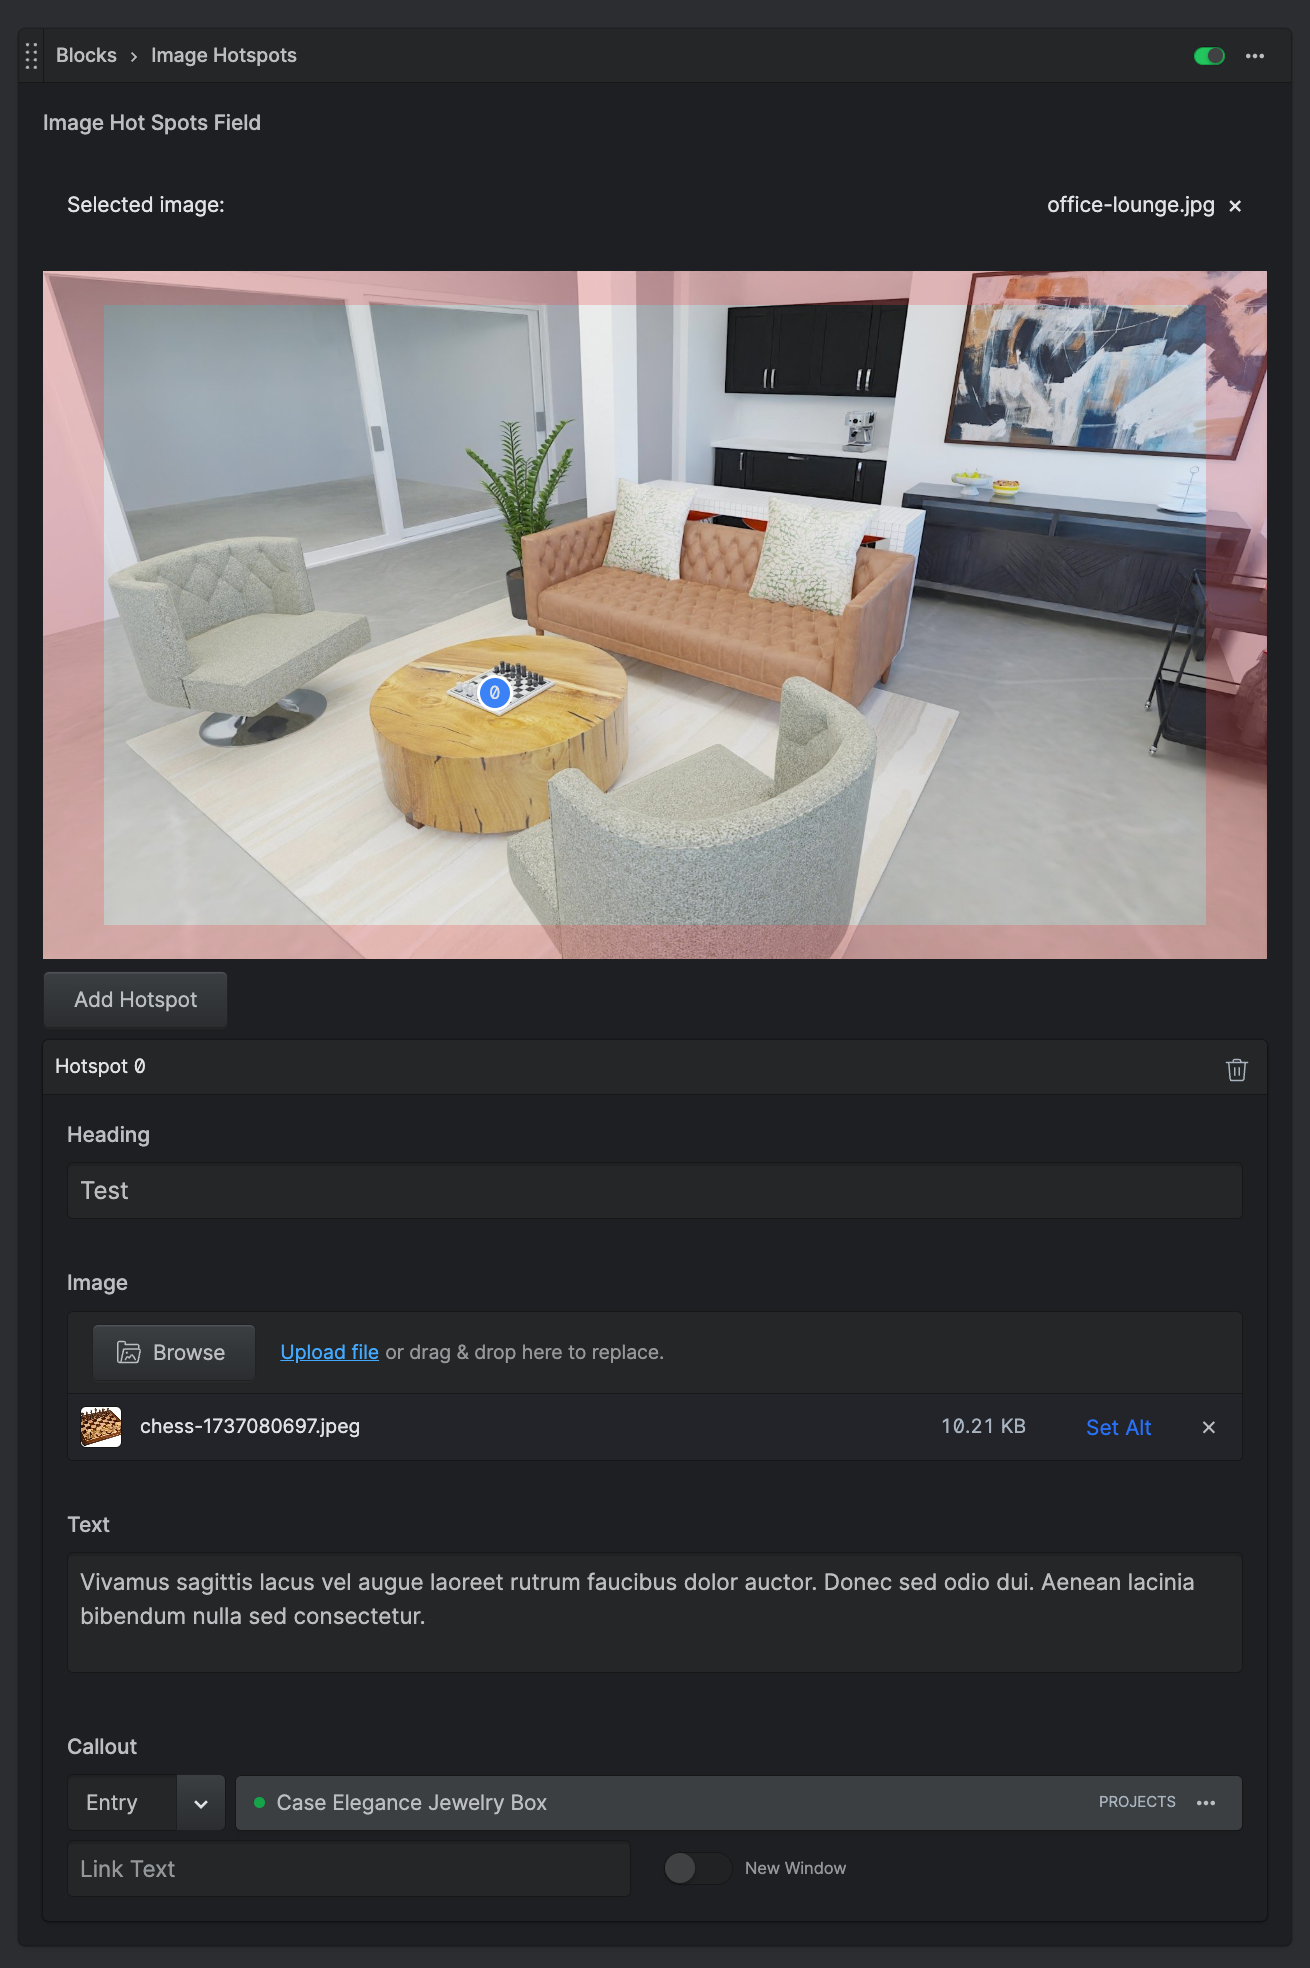 Blocks › Image Hotspots
Image Hot Spots Field
Selected image: office-lounge.jpg ×
0
Add Hotspot
Hotspot 0
Heading
Test
Image
Browse Upload file or drag & drop here to replace.
chess-1737080697.jpeg 10.21 KB Set Alt ×
Text
Vivamus sagittis lacus vel augue laoreet rutrum faucibus dolor auctor. Donec sed odio dui. Aenean lacinia
bibendum nulla sed consectetur.
Callout
Entry Case Elegance Jewelry Box PROJECTS
Link Text New Window